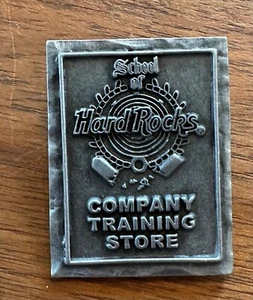 School
of
Hard Rocks®
COMPANY
TRAINING
STORE